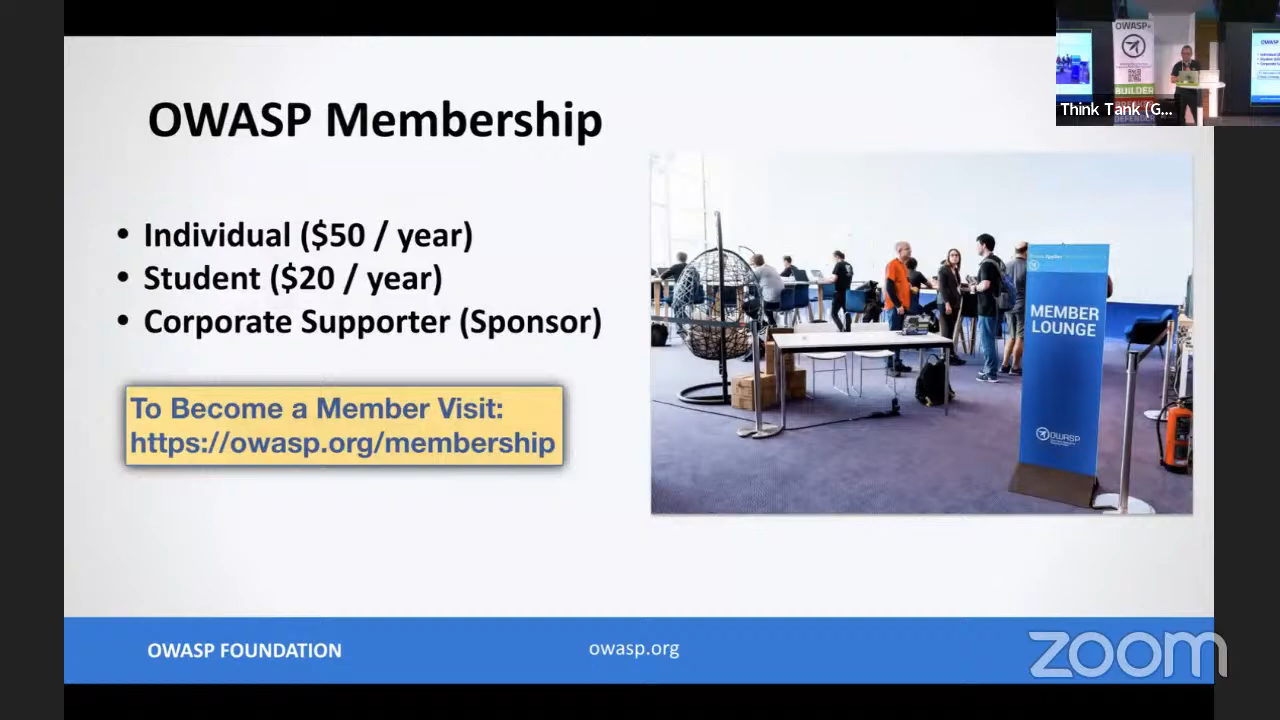 OWASP Membership
• Individual ($50 / year)
• Student ($20 / year)
• Corporate Supporter (Sponsor)
To Become a Member Visit:
https://owasp.org/membership
MEMBER
LOUNGE
OWASP
OWASP
BUILDER
Think Tank (G...
OWASP FOUNDATION
owasp.org
zoom